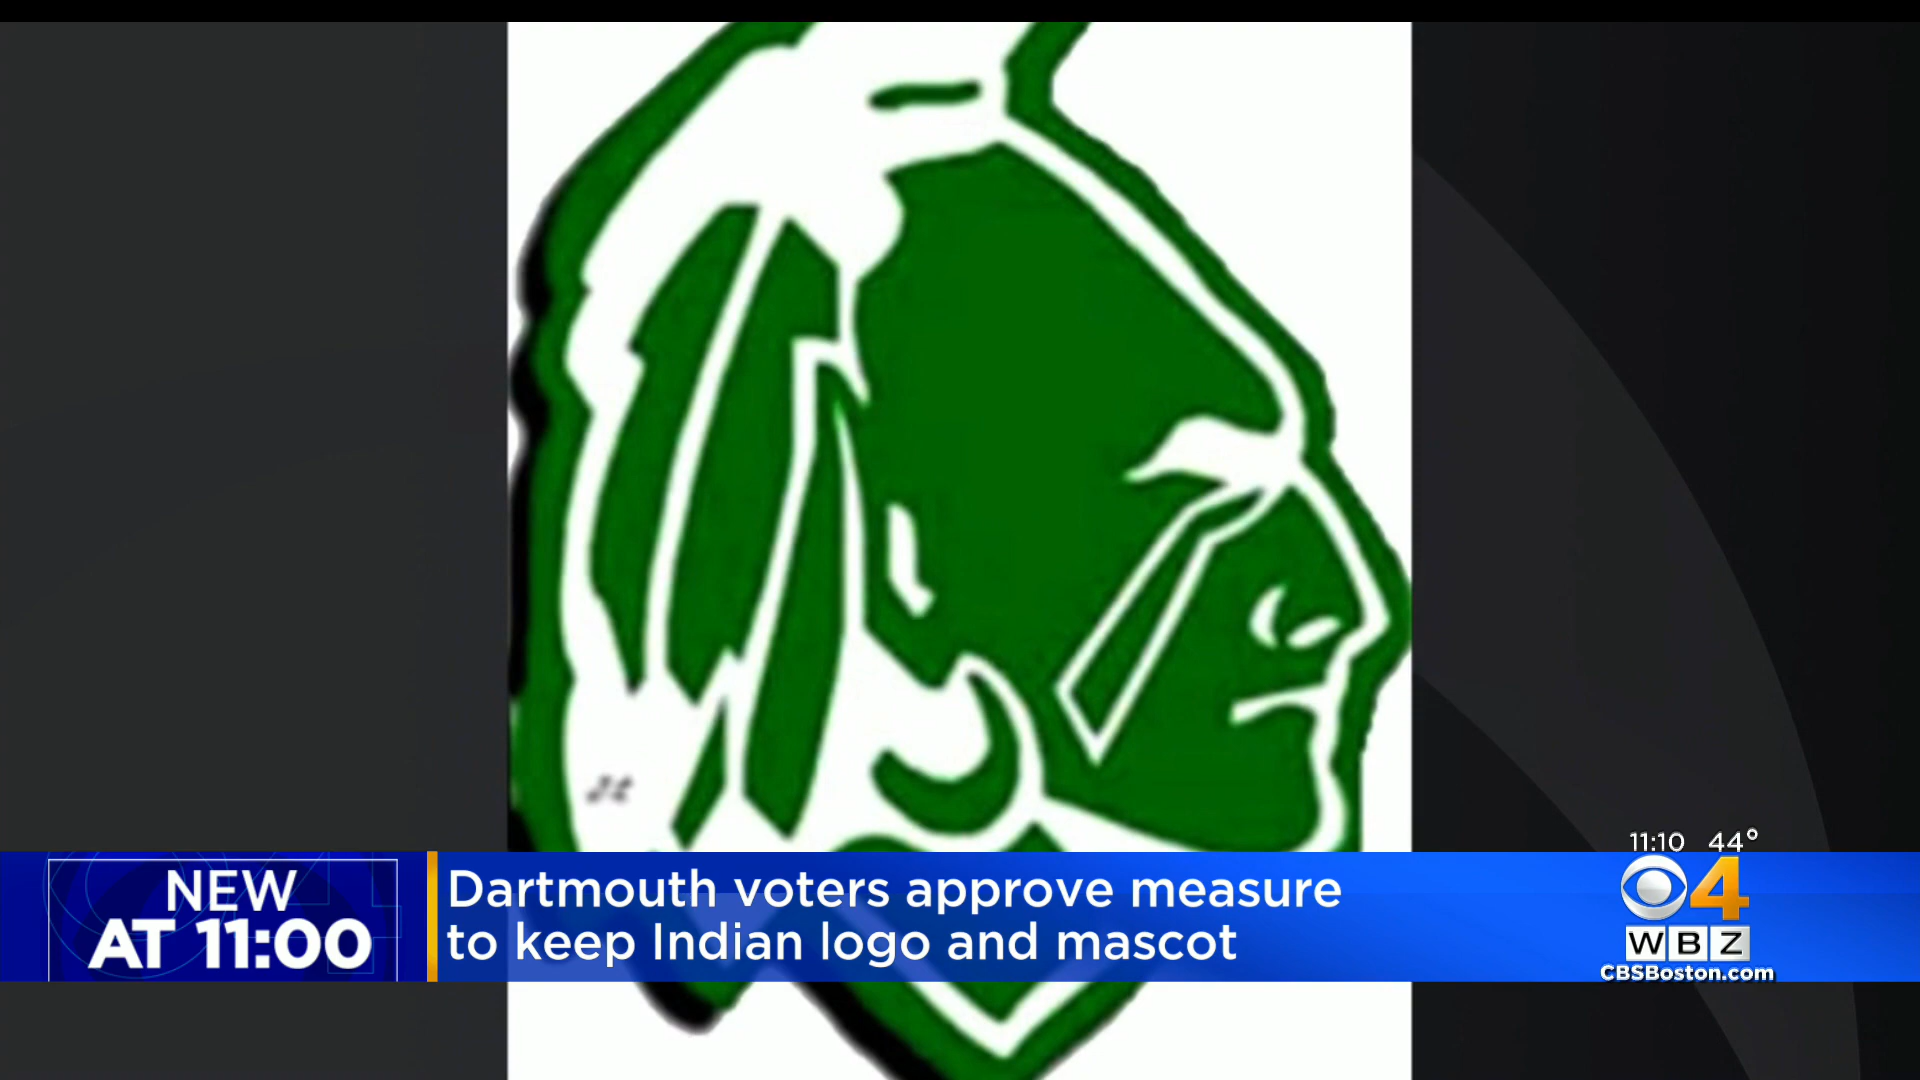 11:10 44°
NEW
AT 11:00
Dartmouth voters approve measure
to keep Indian logo and mascot
4
WBZ
CBSBoston.com